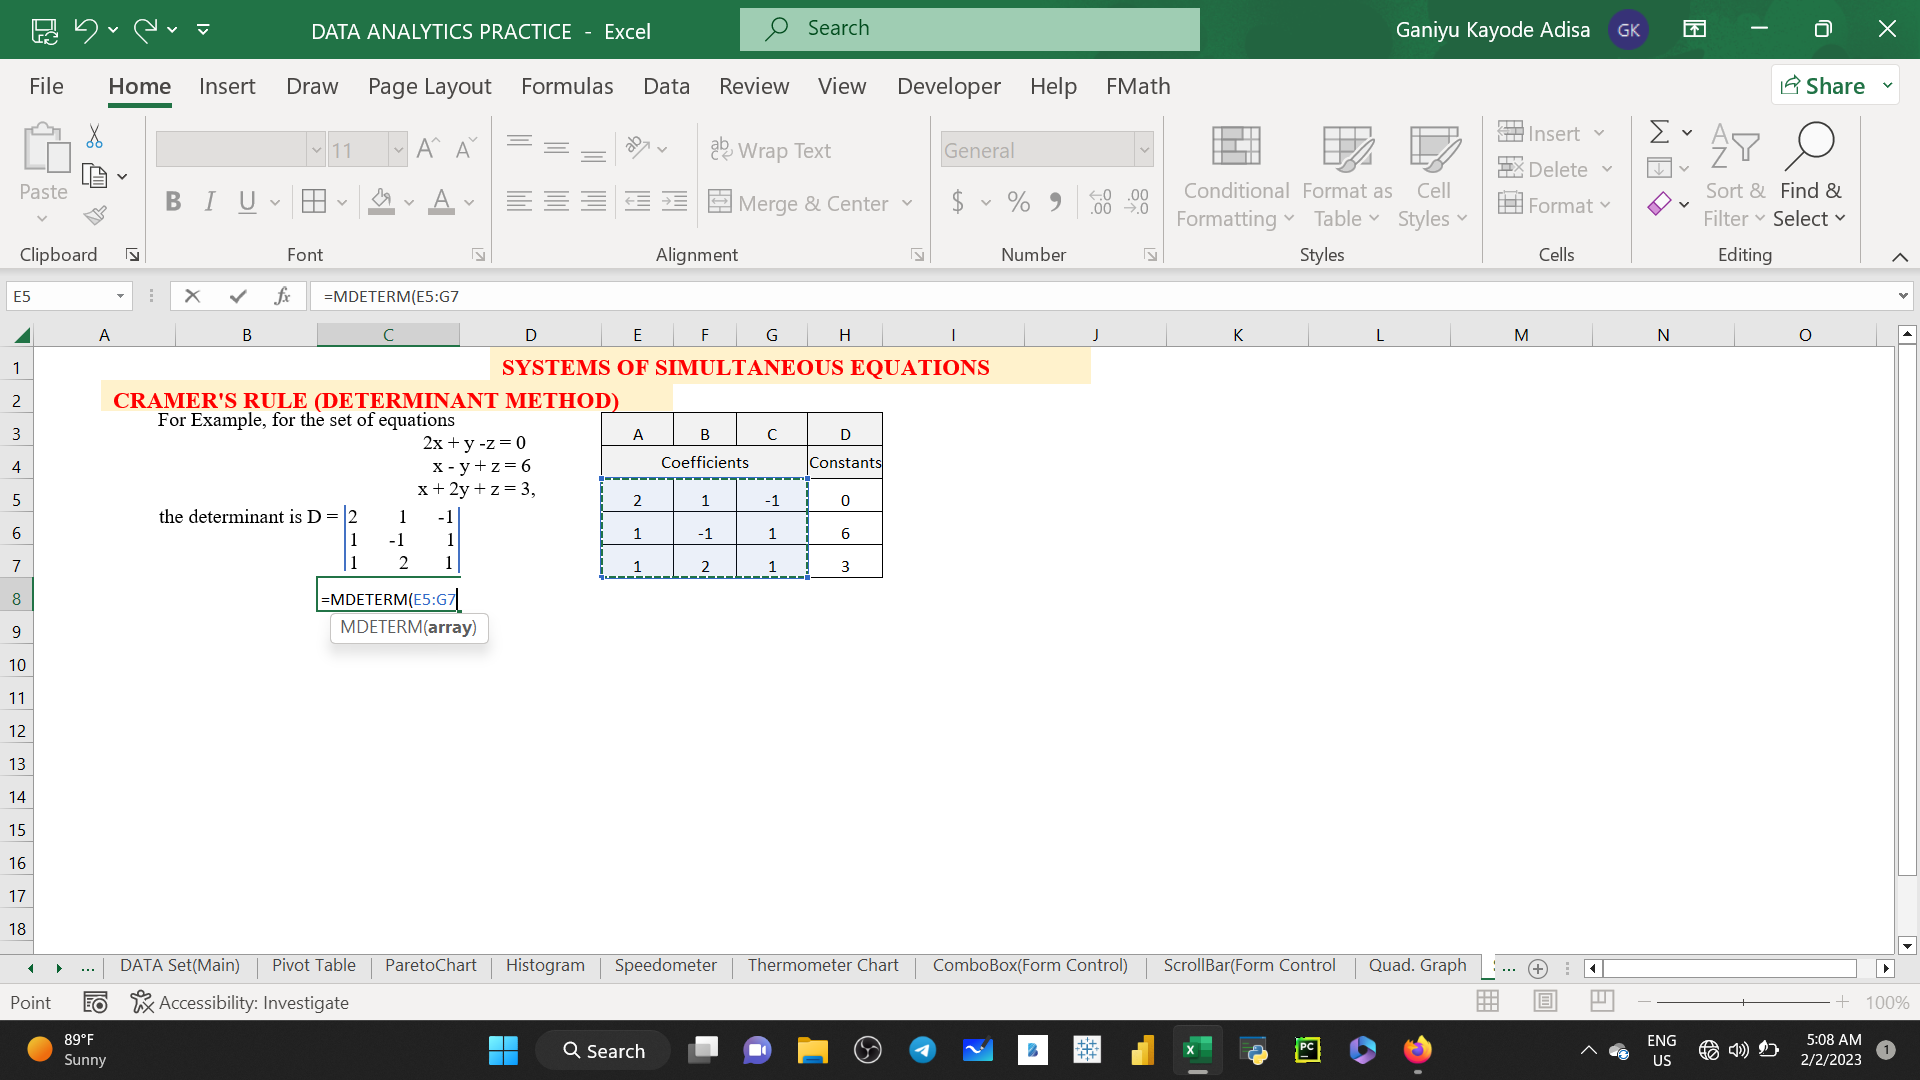 DATA ANALYTICS PRACTICE - Excel
Search
Ganiyu Kayode Adisa
GK
File Home Insert Draw Page Layout Formulas Data Review View Developer Help FMath
Share
Paste
Clipboard
11
B I U
Font
Wrap Text
Merge & Center
Alignment
General
$ % ,
Number
Conditional Formatting
Format as Table
Cell Styles
Styles
Insert
Delete
Format
Cells
Sort & Filter
Find & Select
Editing
E5
fx
=MDETERM(E5:G7
A B C D E F G H I J K L M N O
1
SYSTEMS OF SIMULTANEOUS EQUATIONS
2
CRAMER'S RULE (DETERMINANT METHOD)
For Example, for the set of equations
2x + y -z = 0
x - y + z = 6
x + 2y + z = 3,
the determinant is D =
2 1 -1
1 -1 1
1 2 1
3
A B C D
4
Coefficients Constants
5
2 1 -1 0
6
1 -1 1 6
7
1 2 1 3
8
=MDETERM(E5:G7
MDETERM(array)
9
10
11
12
13
14
15
16
17
18
... DATA Set(Main) Pivot Table ParetoChart Histogram Speedometer Thermometer Chart ComboBox(Form Control) ScrollBar(Form Control Quad. Graph ...
Point
Accessibility: Investigate
100%
89°F
Sunny
Search
PC
ENG
US
5:08 AM
2/2/2023
1